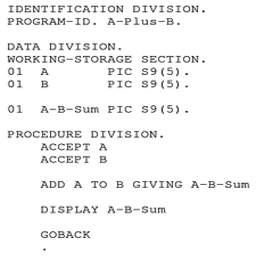 IDENTIFICATION DIVISION.
PROGRAM-ID. A-Plus-B.
DATA DIVISION.
WORKING-STORAGE SECTION.
01  A       PIC S9(5).
01  B       PIC S9(5).
01  A-B-Sum PIC S9(5).
PROCEDURE DIVISION.
    ACCEPT A
    ACCEPT B
    ADD A TO B GIVING A-B-Sum
    DISPLAY A-B-Sum
    GOBACK
    .